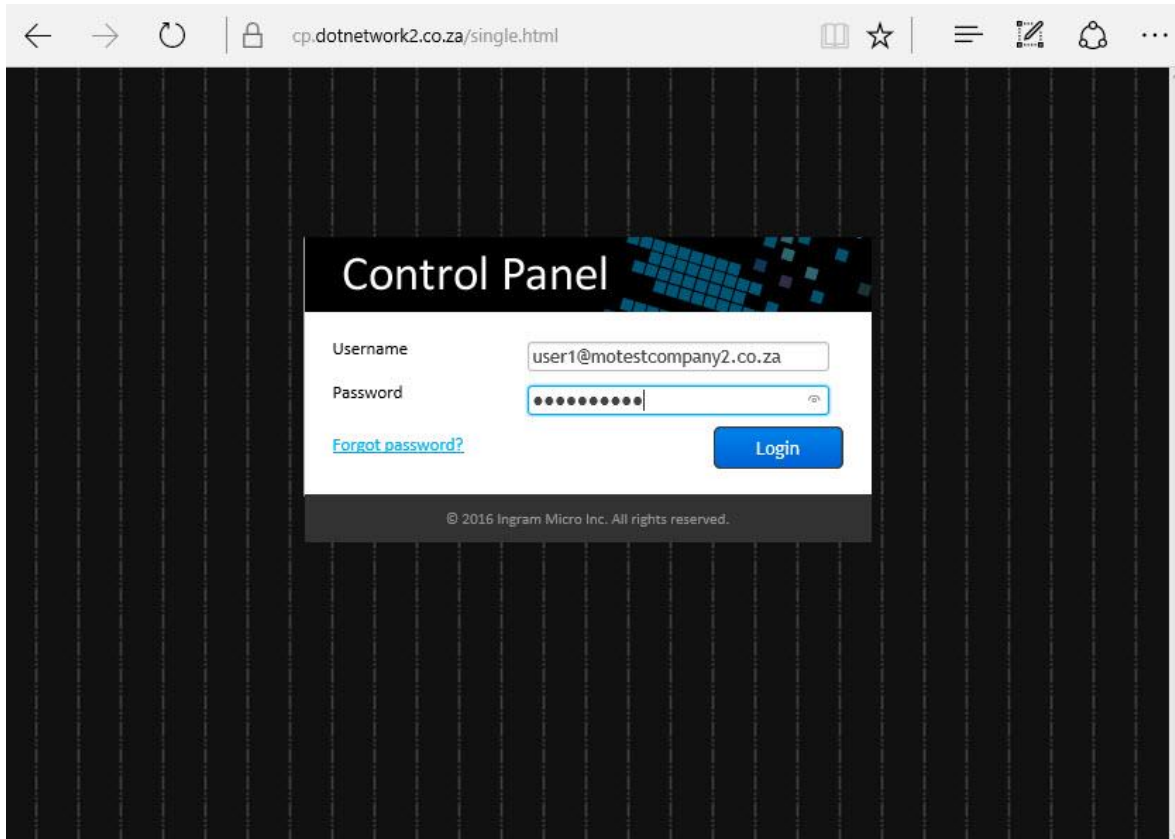 cp.dotnetwork2.co.za/single.html
Control Panel
Username
user1@motestcompany2.co.za
Password
●●●●●●●●●●
Forgot password?
Login
© 2016 Ingram Micro Inc. All rights reserved.